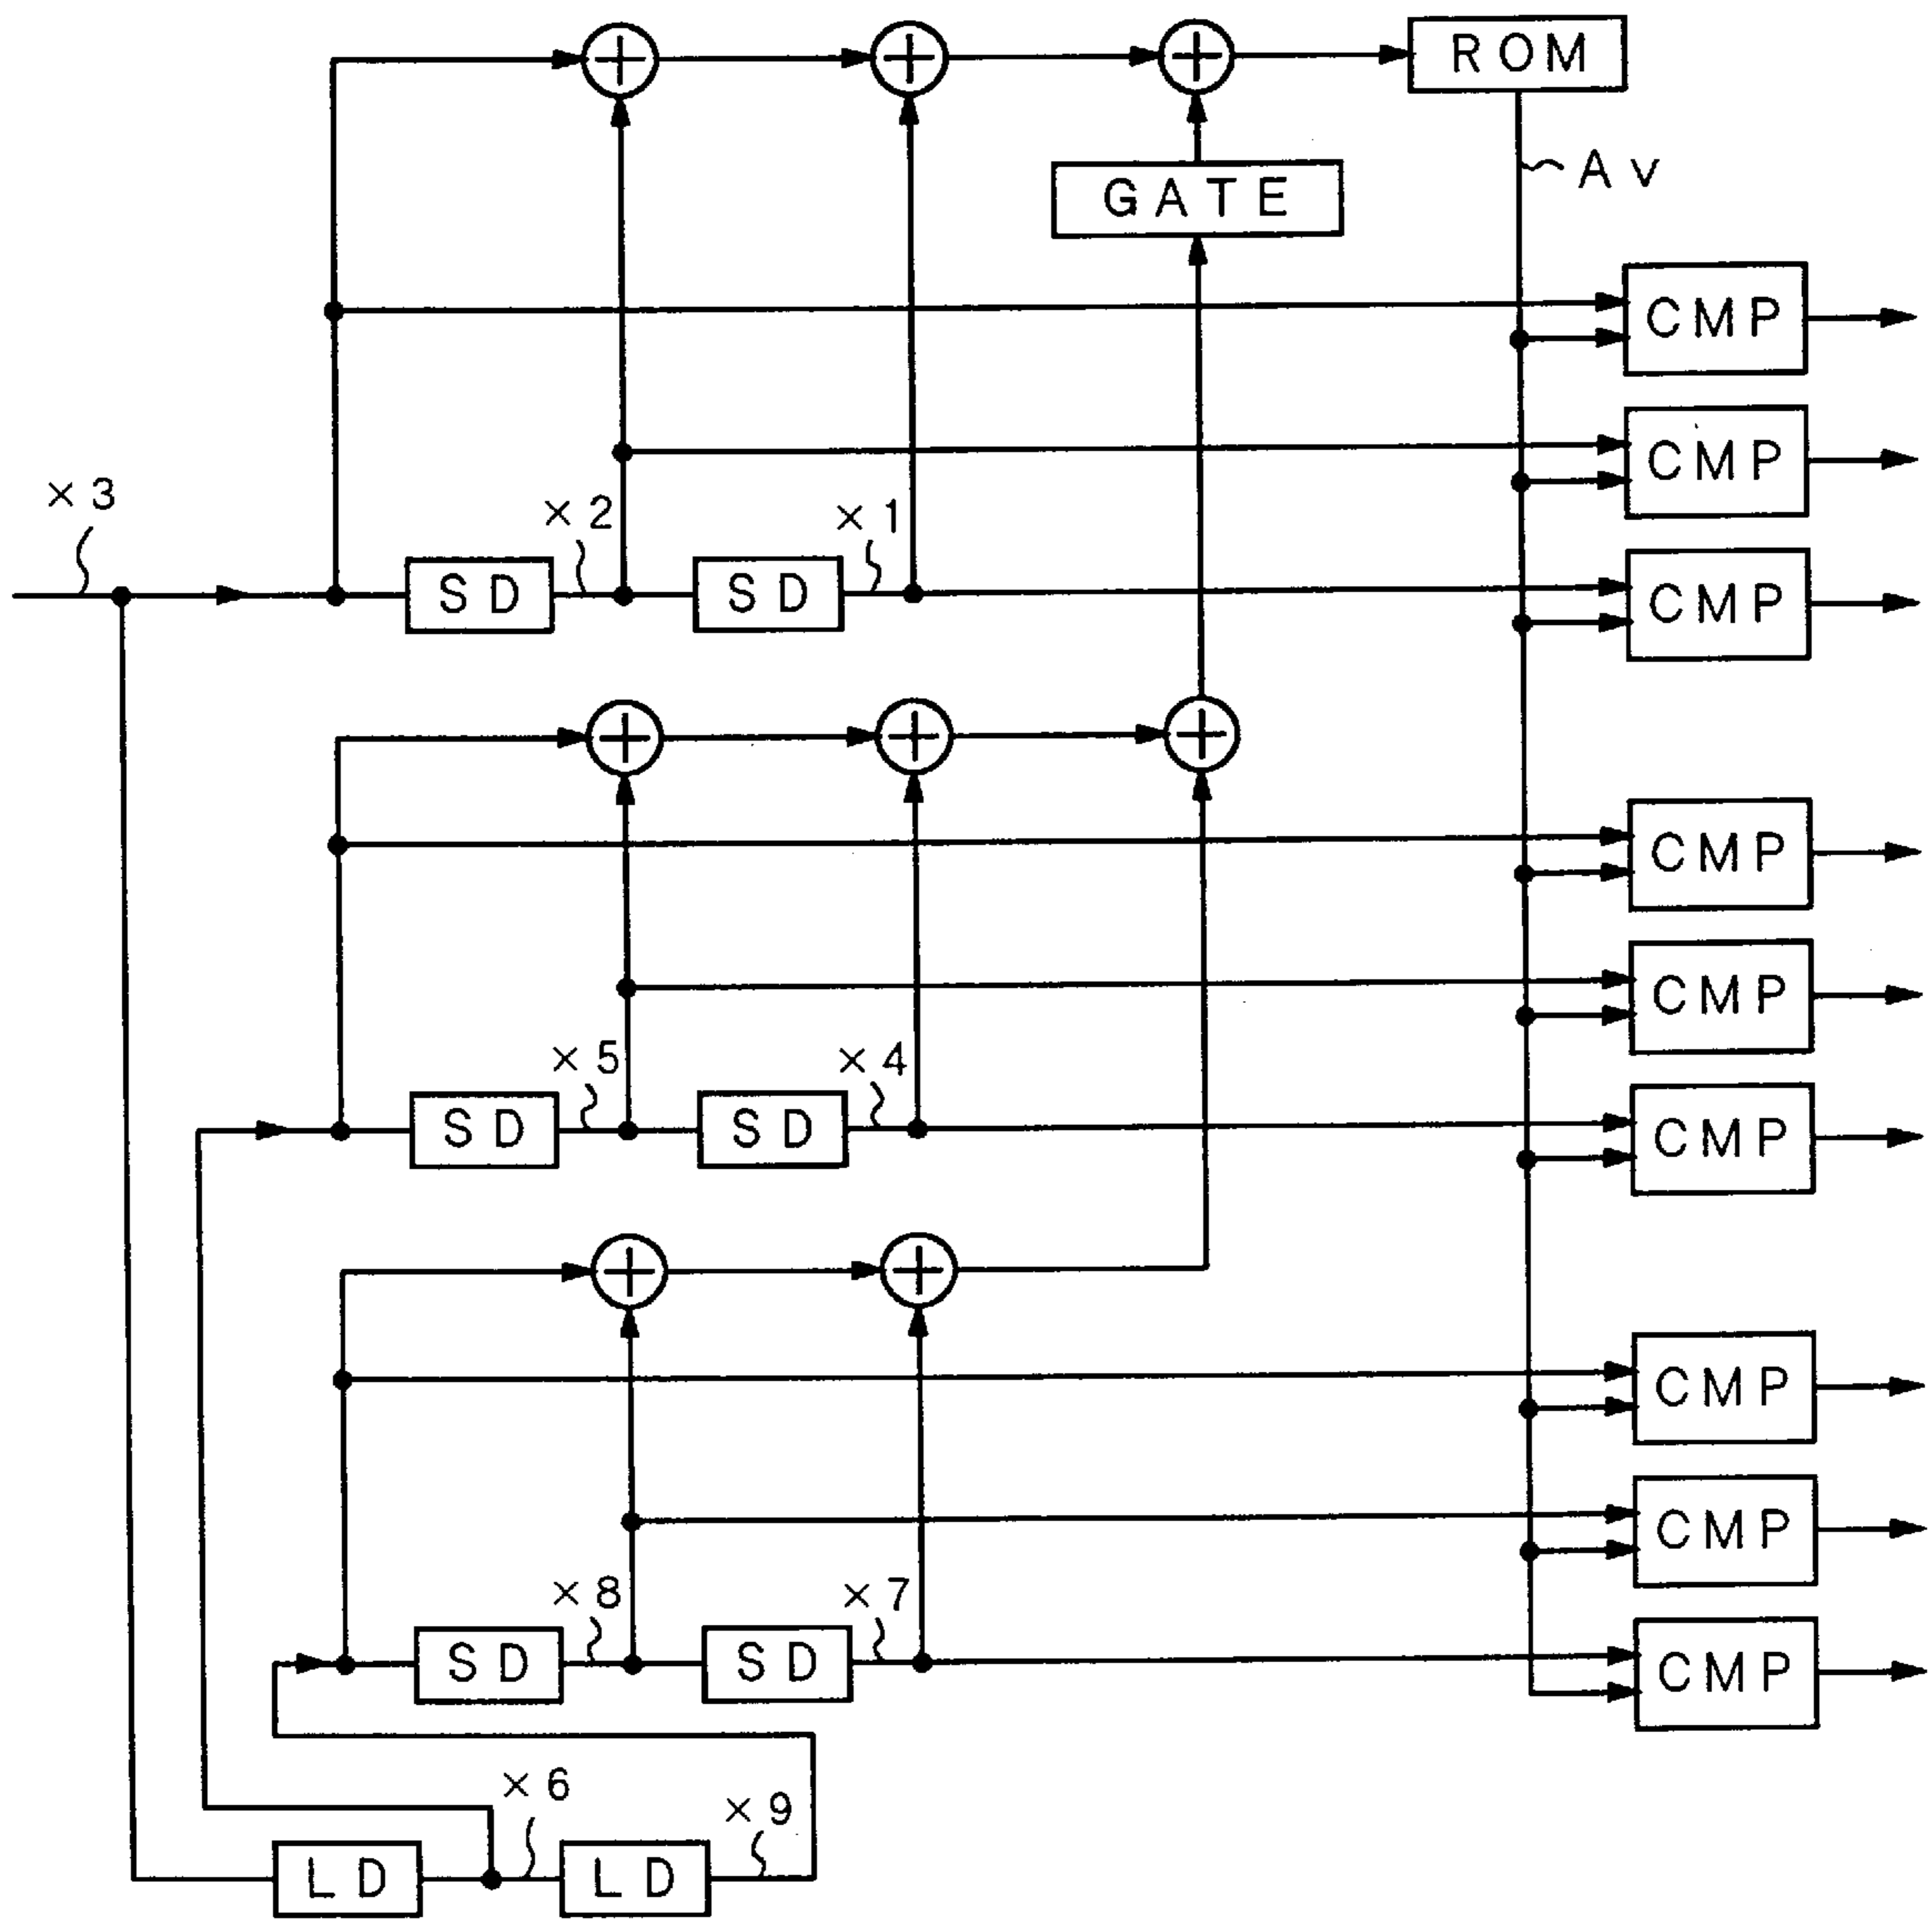 ROM
GATE
Av
CMP
CMP
×3
×2
×1
SD
SD
CMP
CMP
CMP
×5
×4
SD
SD
CMP
CMP
×8
×7
SD
SD
CMP
CMP
×6
×9
LD
LD